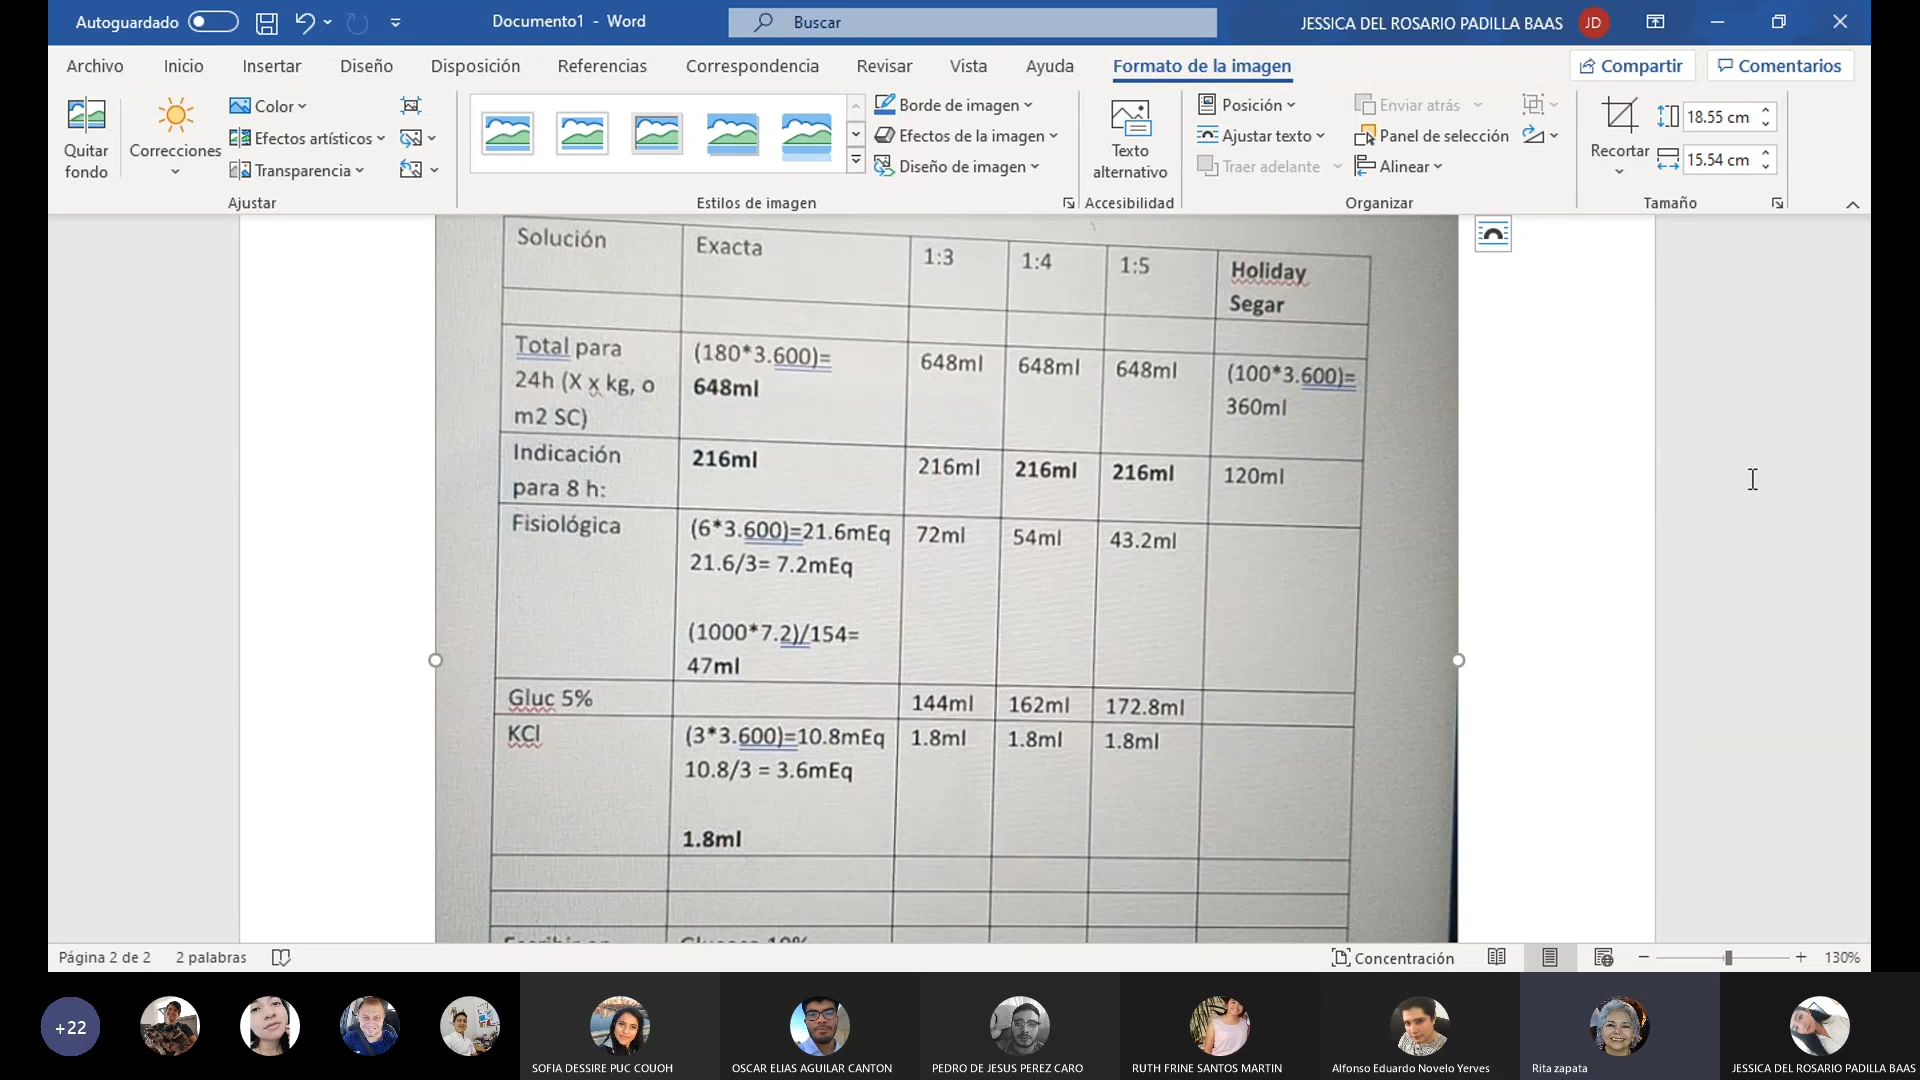 Autoguardado
Documento1 - Word
Buscar
JESSICA DEL ROSARIO PADILLA BAAS
JD
Archivo
Inicio
Insertar
Diseño
Disposición
Referencias
Correspondencia
Revisar
Vista
Ayuda
Formato de la imagen
Compartir
Comentarios
Quitar
fondo
Correcciones
Color
Efectos artísticos
Transparencia
Ajustar
Estilos de imagen
Borde de imagen
Efectos de la imagen
Diseño de imagen
Texto
alternativo
Accesibilidad
Posición
Ajustar texto
Traer adelante
Enviar atrás
Panel de selección
Alinear
Organizar
Recortar
18.55 cm
15.54 cm
Tamaño
Solución
Exacta
1:3
1:4
1:5
Holiday
Segar
Total para
24h (X x kg, o
m2 SC)
(180*3.600)=
648ml
648ml
648ml
648ml
(100*3.600)=
360ml
Indicación
para 8 h:
216ml
216ml
216ml
216ml
120ml
Fisiológica
(6*3.600)=21.6mEq
21.6/3= 7.2mEq
(1000*7.2)/154=
47ml
72ml
54ml
43.2ml
Gluc 5%
144ml
162ml
172.8ml
KCl
(3*3.600)=10.8mEq
10.8/3 = 3.6mEq
1.8ml
1.8ml
1.8ml
1.8ml
Página 2 de 2
2 palabras
Concentración
130%
+22
SOFIA DESSIRE PUC COUOH
OSCAR ELIAS AGUILAR CANTON
PEDRO DE JESUS PEREZ CARO
RUTH FRINE SANTOS MARTIN
Alfonso Eduardo Novelo Yerves
Rita zapata
JESSICA DEL ROSARIO PADILLA BAAS